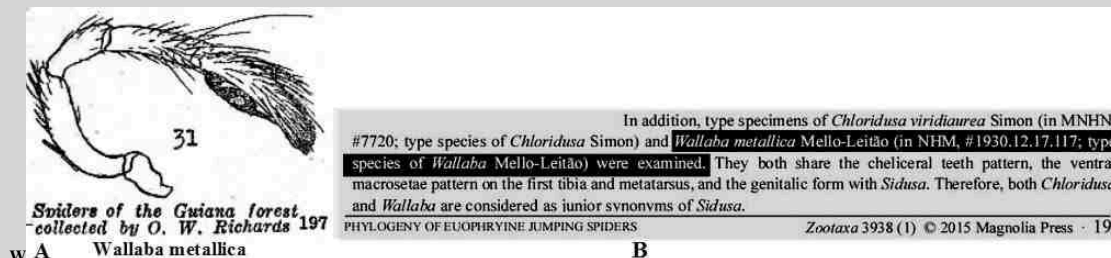 31
Spiders of the Guiana forest
collected by O. W. Richards 197
w A Wallaba metallica
In addition, type specimens of Chloridusa viridiaurea Simon (in MNHN
#7720; type species of Chloridusa Simon) and Wallaba metallica Mello-Leitão (in NHM, #1930.12.17.117; type
species of Wallaba Mello-Leitão) were examined. They both share the cheliceral teeth pattern, the ventra
macrosetae pattern on the first tibia and metatarsus, and the genitalic form with Sidusa. Therefore, both Chloridus
and Wallaba are considered as junior synonyms of Sidusa.
PHYLOGENY OF EUOPHRYINE JUMPING SPIDERS Zootaxa 3938 (1) © 2015 Magnolia Press · 19
B